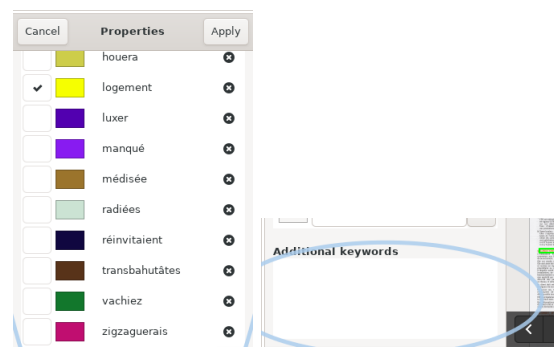 Cancel Properties Apply
houera
logement
luxer
manqué
médisée
radiées
réinvitaient
transbahutâtes
vachiez
zigzaguerais
Additional keywords